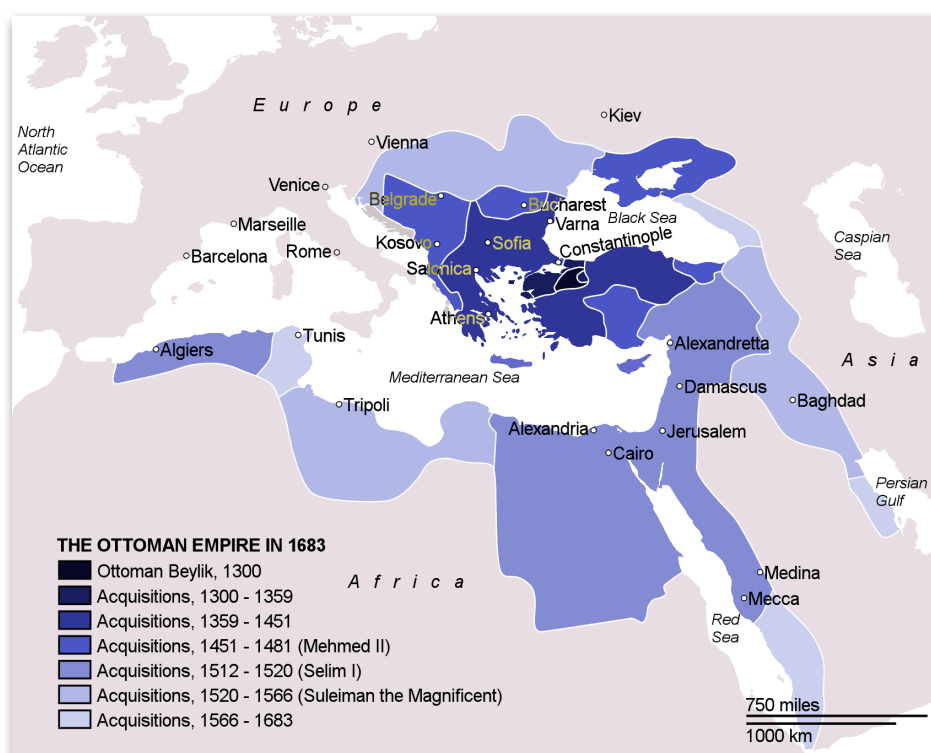 Europe
Kiev
North
Atlantic
Ocean
Vienna
Venice
Belgrade
Bucharest
Marseille
Varna
Black Sea
Kosovo
Sofia
Constantinople
Barcelona
Rome
Salonica
Caspian
Sea
Athens
Algiers
Tunis
Alexandretta
Asia
Mediterranean Sea
Damascus
Tripoli
Baghdad
Alexandria
Jerusalem
Cairo
Persian
Gulf
THE OTTOMAN EMPIRE IN 1683
Ottoman Beylik, 1300
Acquisitions, 1300 - 1359
Acquisitions, 1359 - 1451
Acquisitions, 1451 - 1481 (Mehmed II)
Acquisitions, 1512 - 1520 (Selim I)
Acquisitions, 1520 - 1566 (Suleiman the Magnificent)
Acquisitions, 1566 - 1683
Africa
Medina
Mecca
Red
Sea
750 miles
1000 km